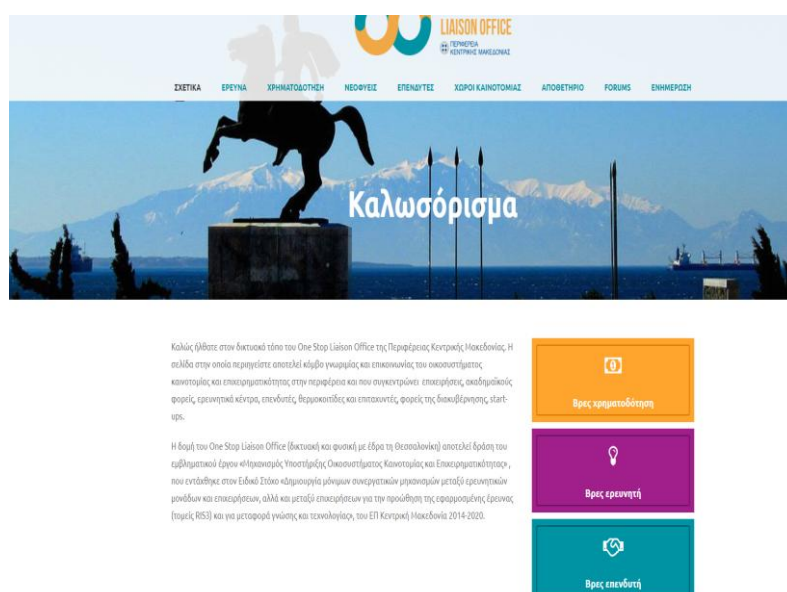 LIAISON OFFICE
ΠΕΡΙΦΕΡΕΙΑ
ΚΕΝΤΡΙΚΗΣ ΜΑΚΕΔΟΝΙΑΣ
ΣΧΕΤΙΚΑ ΕΡΕΥΝΑ ΧΡΗΜΑΤΟΔΟΤΗΣΗ ΝΕΟΦΥΕΙΣ ΕΠΕΝΔΥΤΕΣ ΧΩΡΟΙ ΚΑΙΝΟΤΟΜΙΑΣ ΑΠΟΘΕΤΗΡΙΟ FORUMS ΕΝΗΜΕΡΩΣΗ
Καλωσόρισμα
Καλώς ήλθατε στον δικτυακό τόπο του One Stop Liaison Office της Περιφέρειας Κεντρικής Μακεδονίας. Η
σελίδα στην οποία περιηγείστε αποτελεί κόμβο γνωριμίας και επικοινωνίας του οικοσυστήματος
καινοτομίας και επιχειρηματικότητας στην περιφέρεια και που συγκεντρώνει επιχειρήσεις, ακαδημαϊκούς
φορείς, ερευνητικά κέντρα, επενδυτές, θερμοκοιτίδες και επιταχυντές, φορείς της διακυβέρνησης, start-
ups.
Η δομή του One Stop Liaison Office (δικτυακή και φυσική με έδρα τη Θεσσαλονίκη) αποτελεί δράση του
εμβληματικού έργου «Μηχανισμός Υποστήριξης Οικοσυστήματος Καινοτομίας και Επιχειρηματικότητας» ,
που εντάχθηκε στον Ειδικό Στόχο «Δημιουργία μόνιμων συνεργατικών μηχανισμών μεταξύ ερευνητικών
μονάδων και επιχειρήσεων, αλλά και μεταξύ επιχειρήσεων για την προώθηση της εφαρμοσμένης έρευνας
(τομείς RIS3) και για μεταφορά γνώσης και τεχνολογίας», του ΕΠ Κεντρική Μακεδονία 2014-2020.
Βρες χρηματοδότηση
Βρες ερευνητή
Βρες επενδυτή